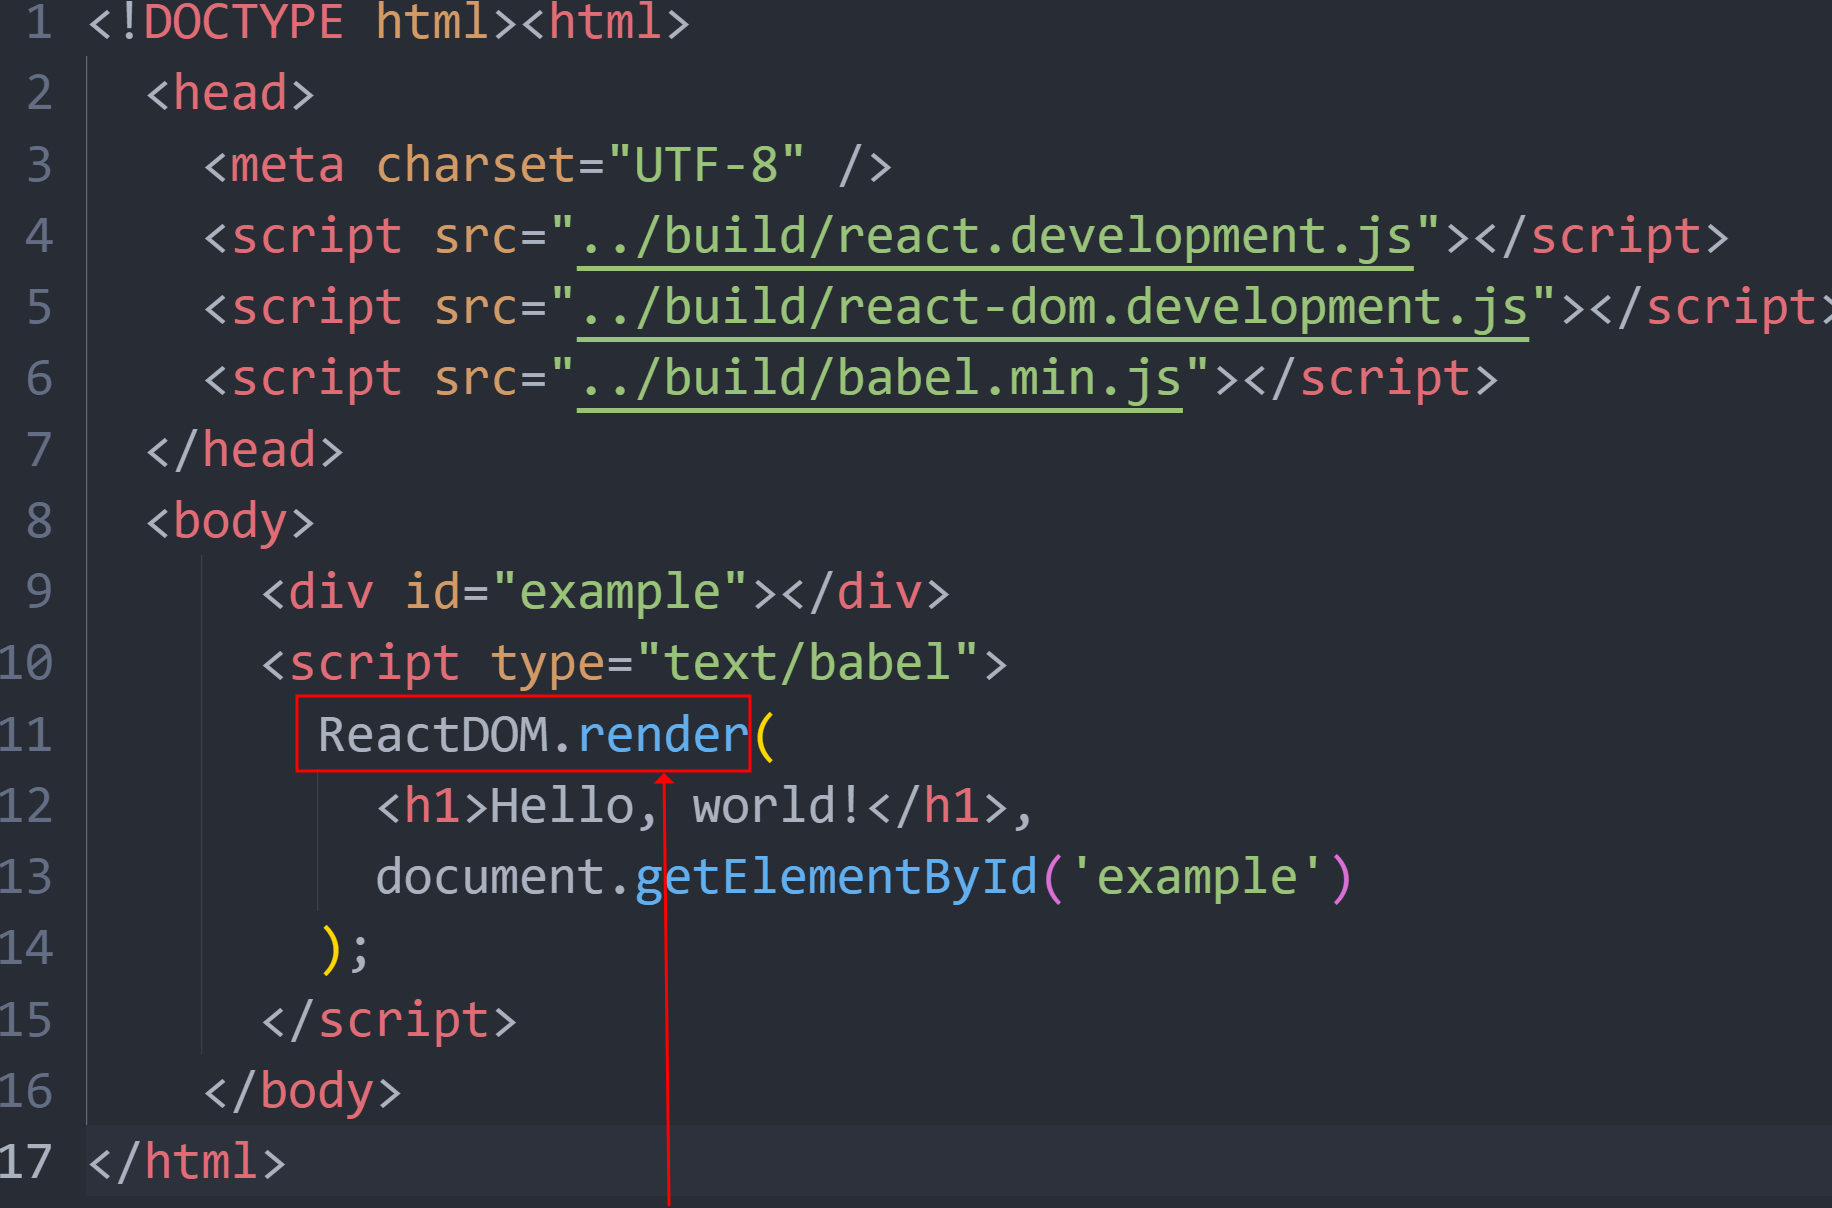 1 <!DOCTYPE html><html>
2 <head>
3 <meta charset="UTF-8" />
4 <script src="../build/react.development.js"></script>
5 <script src="../build/react-dom.development.js"></script>
6 <script src="../build/babel.min.js"></script>
7 </head>
8 <body>
9 <div id="example"></div>
10 <script type="text/babel">
11 ReactDOM.render(
12 <h1>Hello, world!</h1>,
13 document.getElementById('example')
14 );
15 </script>
16 </body>
17 </html>